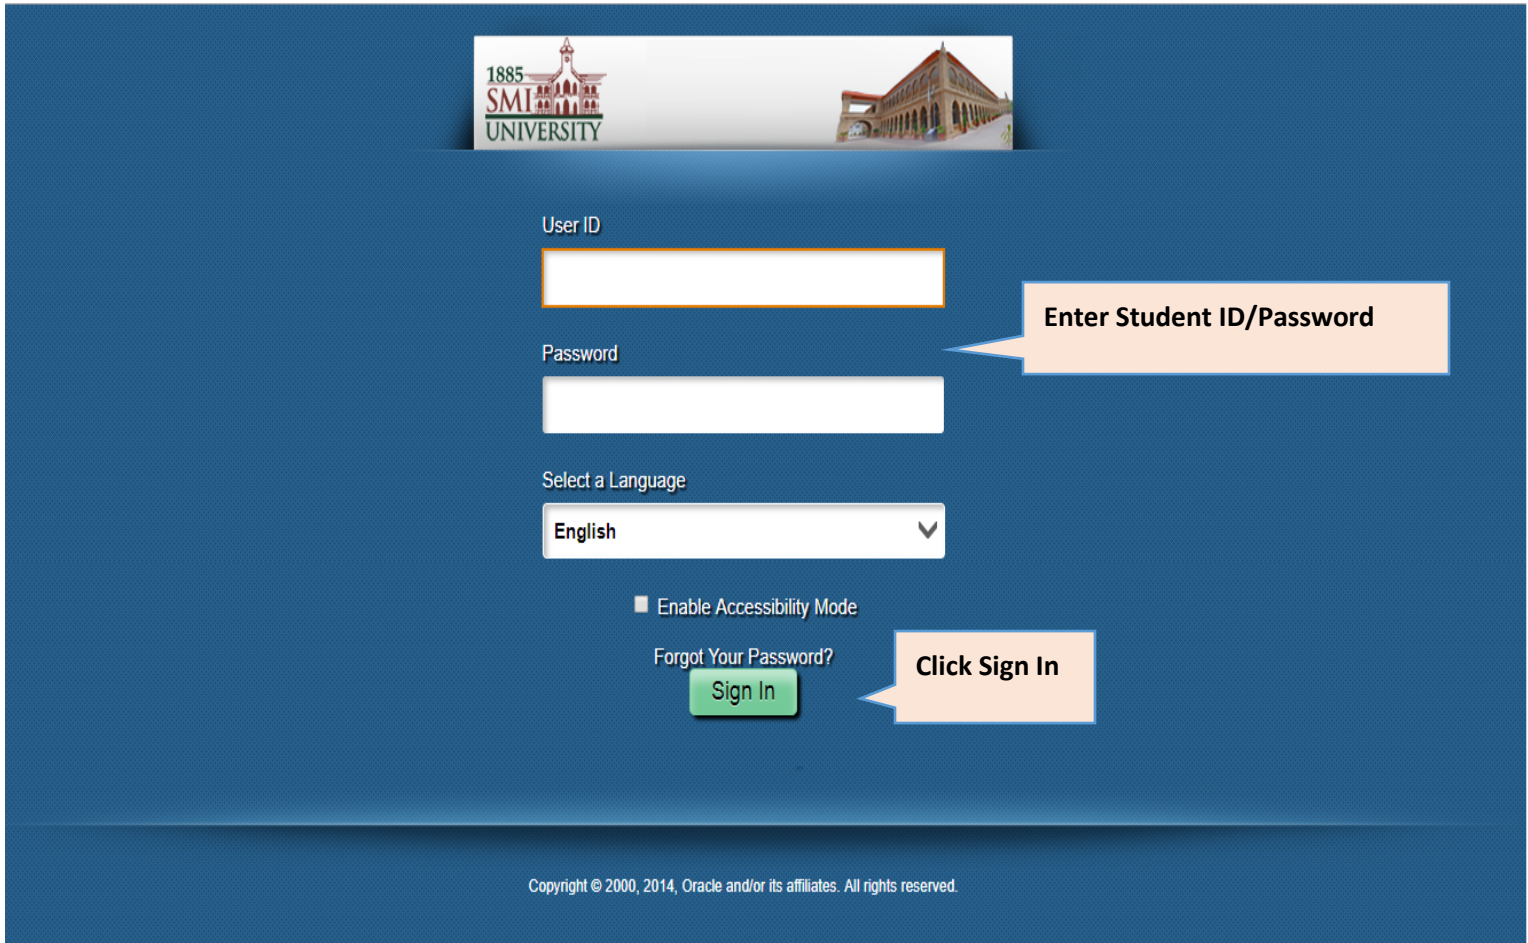 1885
SMI
UNIVERSITY
User ID
Enter Student ID/Password
Password
Select a Language
English
Enable Accessibility Mode
Forgot Your Password?
Click Sign In
Sign In
Copyright © 2000, 2014, Oracle and/or its affiliates. All rights reserved.